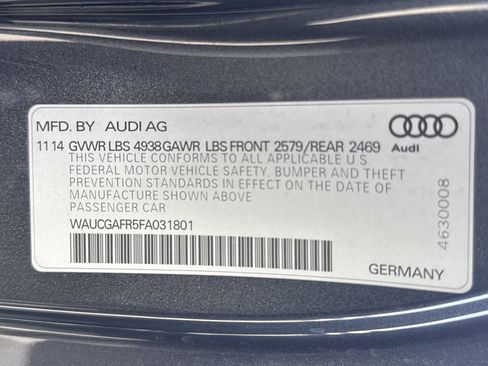 MFD. BY AUDI AG
11 14 GVWR LBS 4938 GAWR LBS FRONT 2579/REAR 2469
Audi
THIS VEHICLE CONFORMS TO ALL APPLICABLE U S
FEDERAL MOTOR VEHICLE SAFETY, BUMPER AND THEFT
PREVENTION STANDARDS IN EFFECT ON THE DATE OF
MANUFACTURE SHOWN ABOVE
PASSENGER CAR
WAUCGAFR5FA031801
GERMANY
4630008